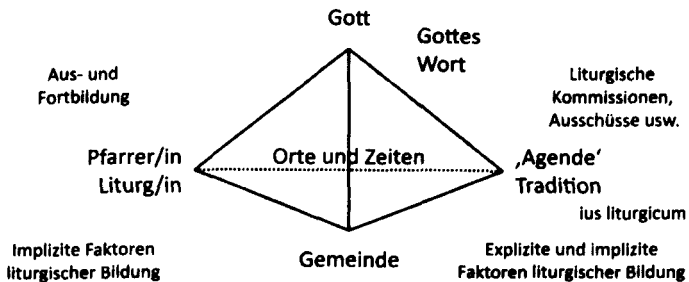 Gott
Gottes
Wort
Aus- und
Fortbildung
Liturgische
Kommissionen,
Ausschüsse usw.
Pfarrer/in
Liturg/in
Orte und Zeiten
‚Agende‘
Tradition
ius liturgicum
Implizite Faktoren
liturgischer Bildung
Gemeinde
Explizite und implizite
Faktoren liturgischer Bildung